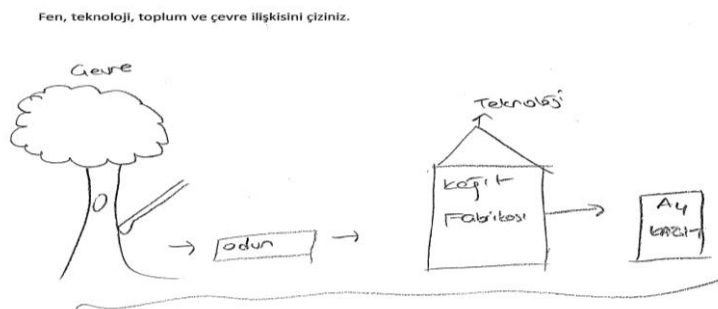 Fen, teknoloji, toplum ve çevre ilişkisini çiziniz.
Çevre
Teknoloji
odun
kağıt
Fabrikası
A4
kağıt